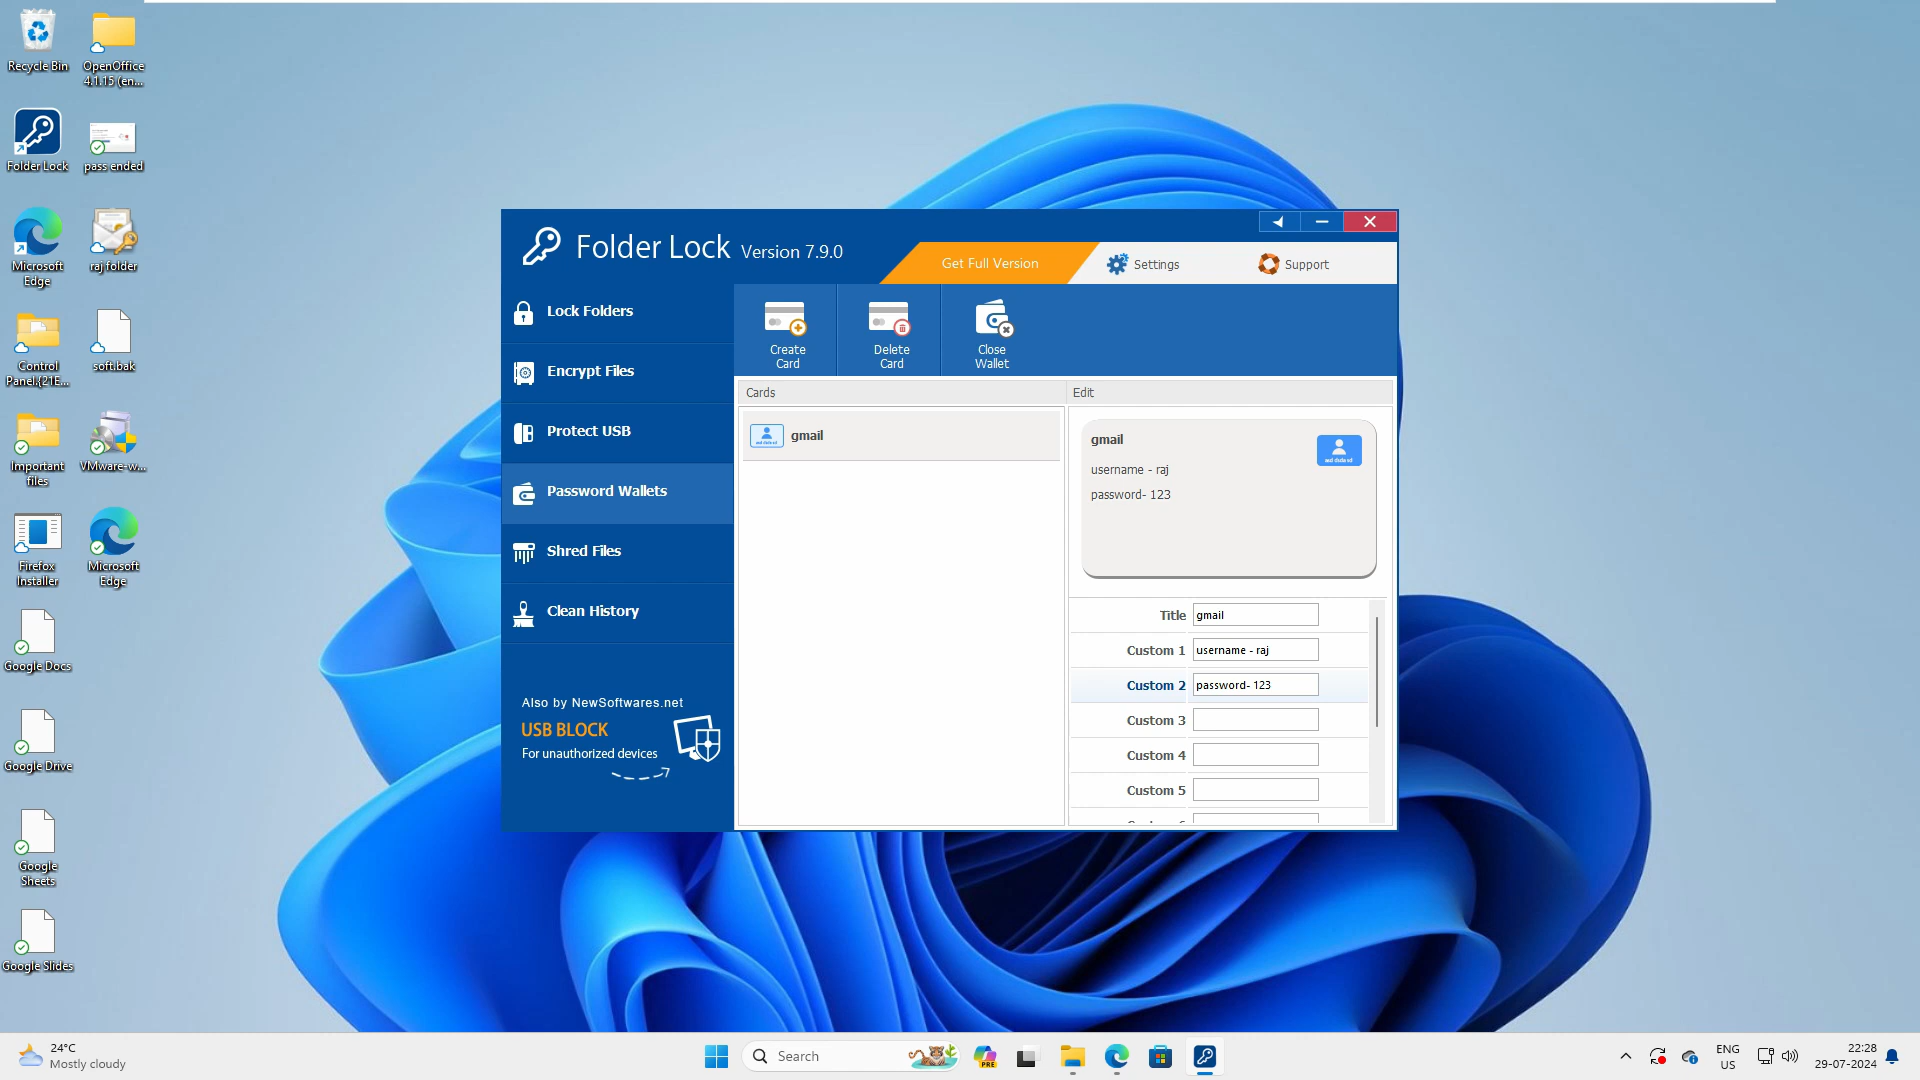 Recycle Bin
OpenOffice
4.1.15 (en...
Folder Lock
pass ended
Microsoft
Edge
raj folder
Control
Panel.{21E...
soft.bak
Important
files
VMware-w...
Firefox
Installer
Microsoft
Edge
Google Docs
Google Drive
Google
Sheets
Google Slides
Folder Lock Version 7.9.0
Get Full Version
Settings
Support
Lock Folders
Encrypt Files
Protect USB
Password Wallets
Shred Files
Clean History
Also by NewSoftwares.net
USB BLOCK
For unauthorized devices
Create
Card
Delete
Card
Close
Wallet
Cards
Edit
gmail
gmail
username - raj
password- 123
Title gmail
Custom 1 username - raj
Custom 2 password- 123
Custom 3
Custom 4
Custom 5
24°C
Mostly cloudy
Search
PRE
ENG
US
22:28
29-07-2024